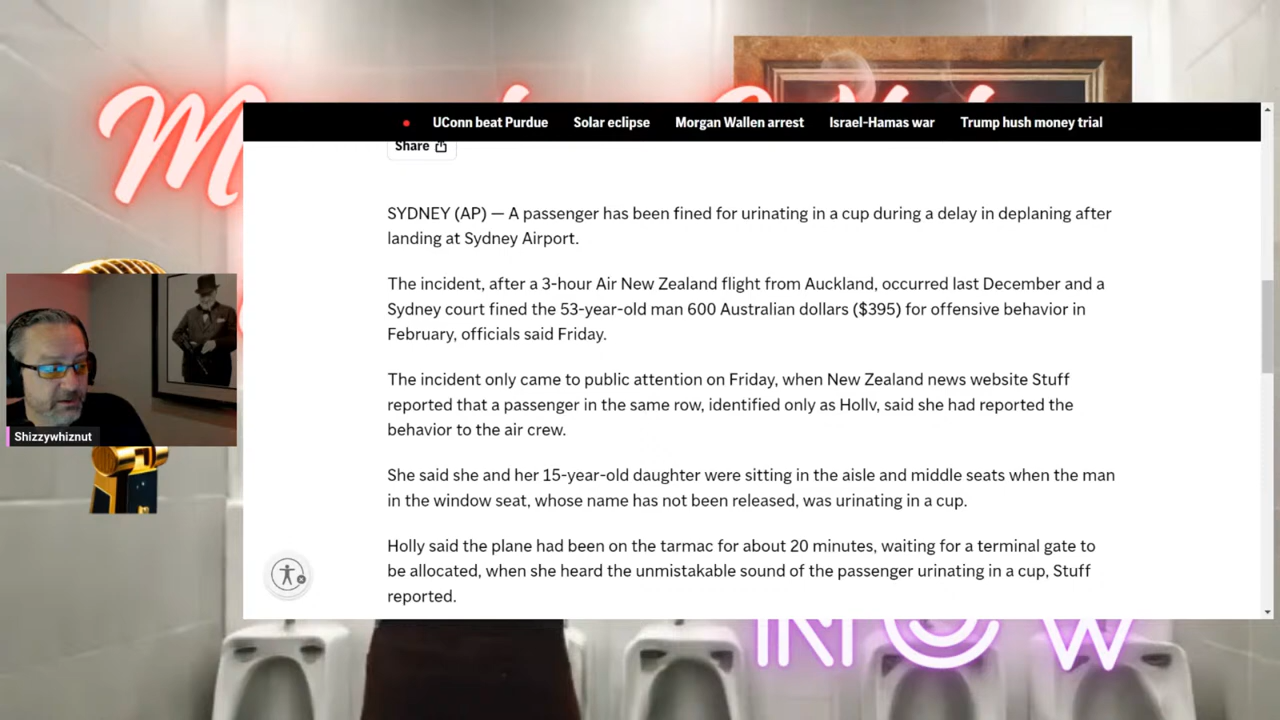 UConn beat Purdue Solar eclipse Morgan Wallen arrest Israel-Hamas war Trump hush money trial
Share
SYDNEY (AP) — A passenger has been fined for urinating in a cup during a delay in deplaning after
landing at Sydney Airport.
The incident, after a 3-hour Air New Zealand flight from Auckland, occurred last December and a
Sydney court fined the 53-year-old man 600 Australian dollars ($395) for offensive behavior in
February, officials said Friday.
The incident only came to public attention on Friday, when New Zealand news website Stuff
reported that a passenger in the same row, identified only as Holly, said she had reported the
behavior to the air crew.
She said she and her 15-year-old daughter were sitting in the aisle and middle seats when the man
in the window seat, whose name has not been released, was urinating in a cup.
Holly said the plane had been on the tarmac for about 20 minutes, waiting for a terminal gate to
be allocated, when she heard the unmistakable sound of the passenger urinating in a cup, Stuff
reported.
Shizzywhiznut